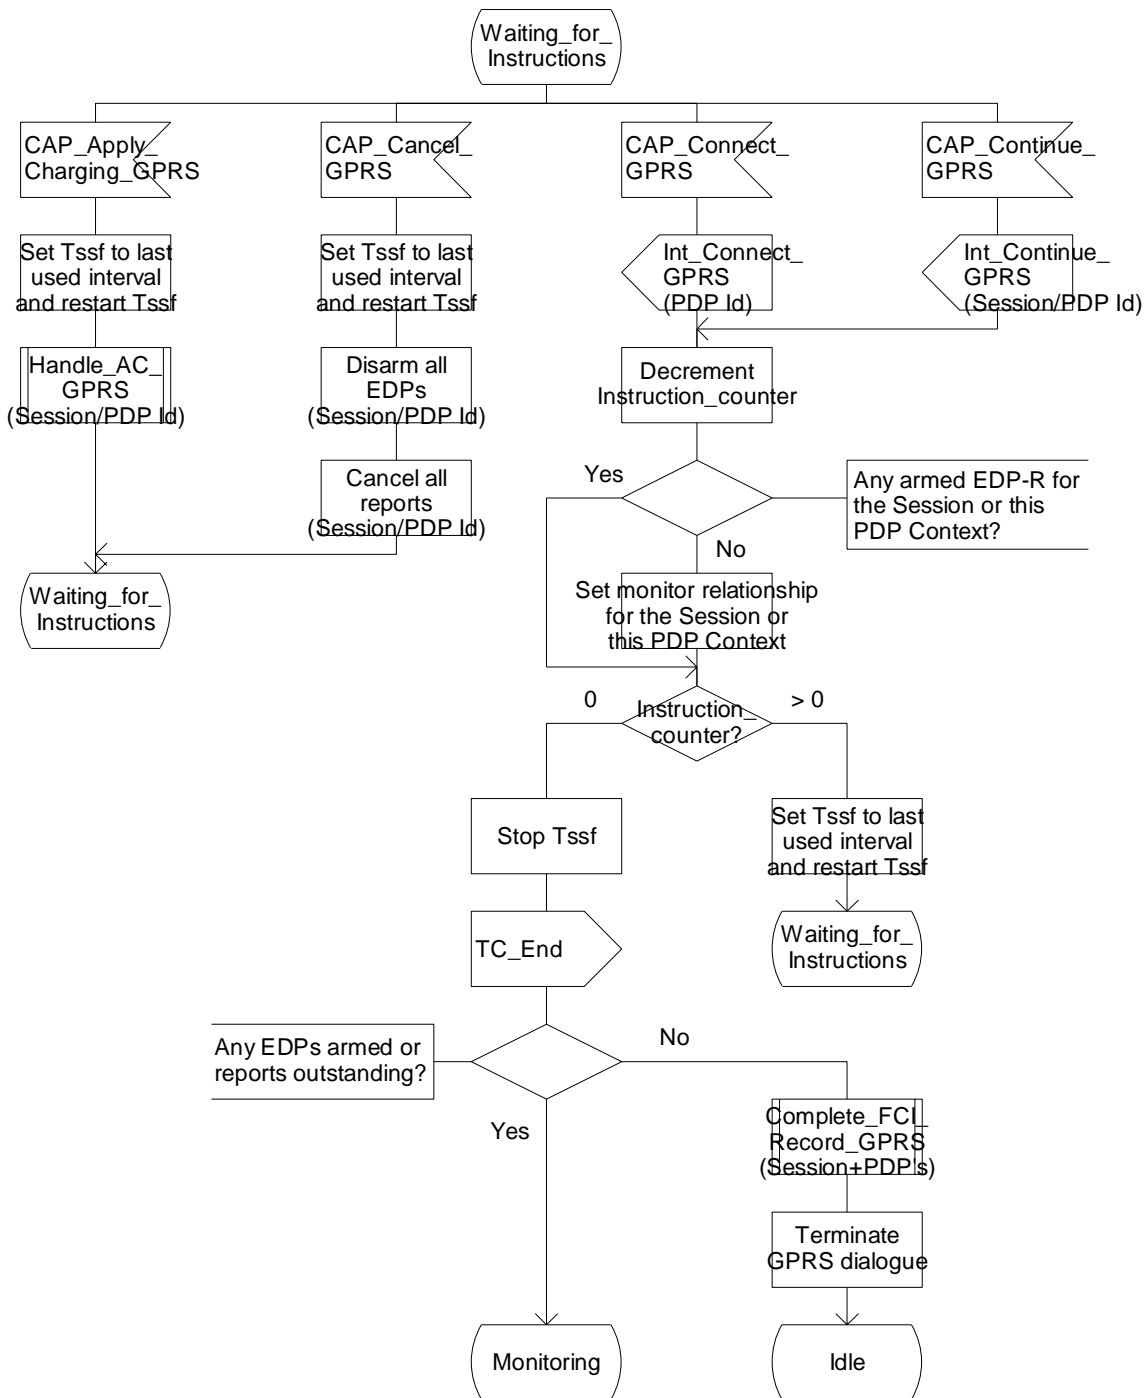 Waiting_for_
Instructions
CAP_Apply_
Charging_GPRS
CAP_Cancel_
GPRS
CAP_Connect_
GPRS
CAP_Continue_
GPRS
Set Tssf to last
used interval
and restart Tssf
Set Tssf to last
used interval
and restart Tssf
Int_Connect_
GPRS
(PDP Id)
Int_Continue_
GPRS
(Session/PDP Id)
Handle_AC_
GPRS
(Session/PDP Id)
Disarm all
EDPs
(Session/PDP Id)
Decrement
Instruction_counter
Cancel all
reports
(Session/PDP Id)
Yes
Any armed EDP-R for
the Session or this
PDP Context?
No
Waiting_for_
Instructions
Set monitor relationship
for the Session or
this PDP Context
0
Instruction_
counter?
> 0
Stop Tssf
Set Tssf to last
used interval
and restart Tssf
TC_End
Waiting_for_
Instructions
Any EDPs armed or
reports outstanding?
No
Yes
Complete_FCI_
Record_GPRS
(Session+PDP's)
Terminate
GPRS dialogue
Monitoring
Idle